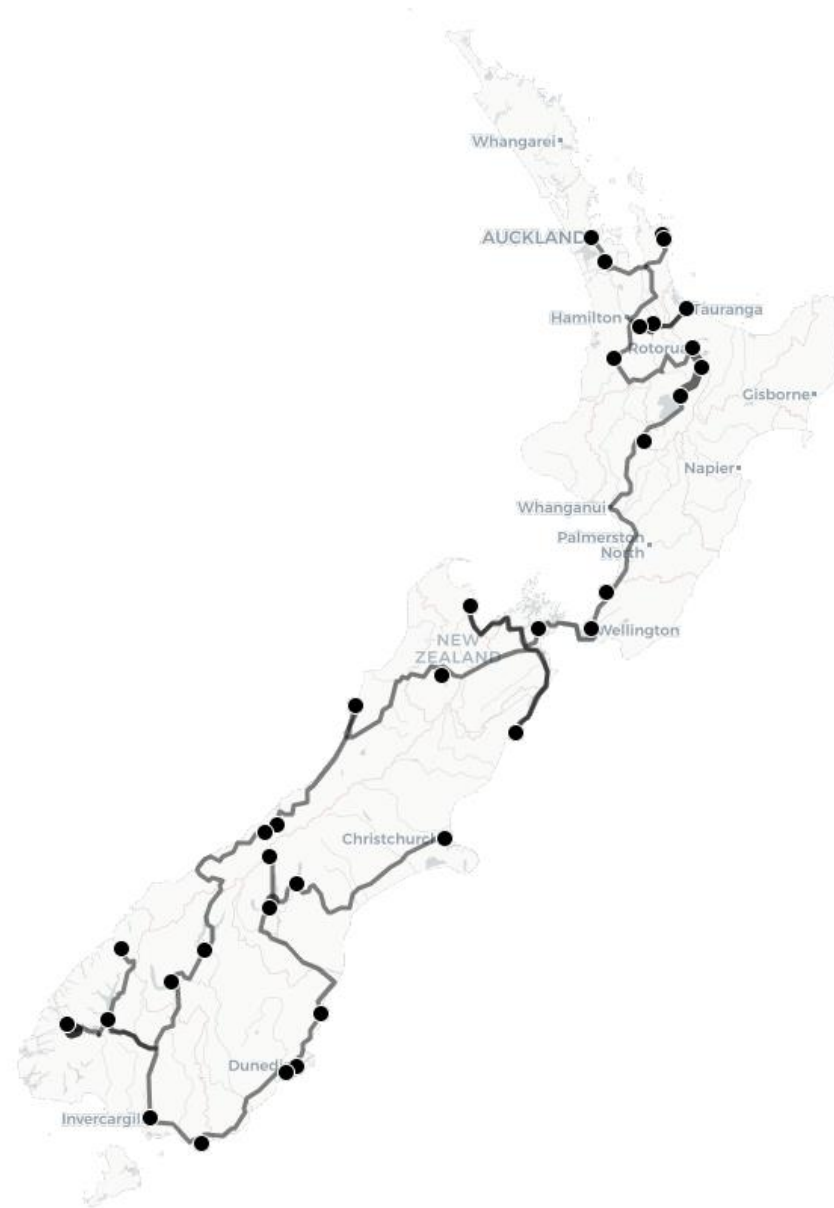 Whangarei
AUCKLAND
Hamilton
Tauranga
Rotorua
Gisborne
Napier
Whanganui
Palmerston
North
Wellington
NEW
ZEALAND
Christchurch
Dunedin
Invercargill